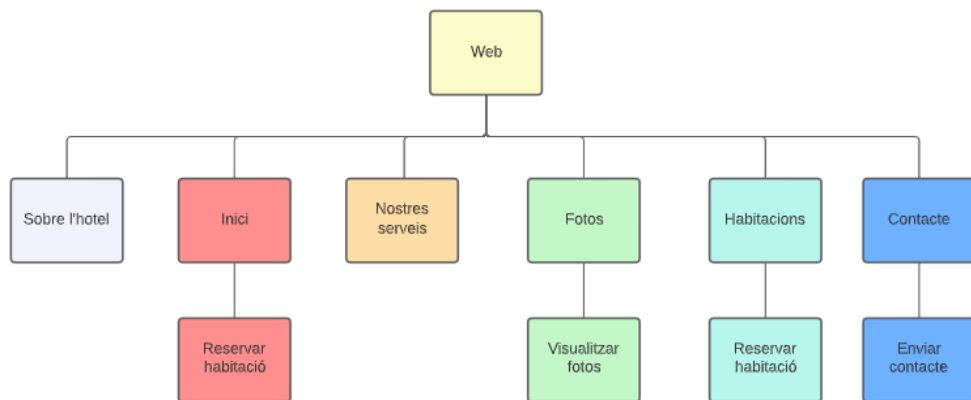 Web
Sobre l'hotel
Inici
Nostres
serveis
Fotos
Habitacions
Contacte
Reservar
habitació
Visualitzar
fotos
Reservar
habitació
Enviar
contacte